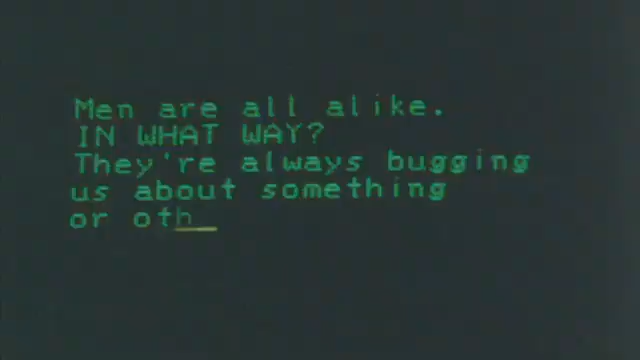 Men are all alike.
IN WHAT WAY?
They're always bugging
us about something
or oth